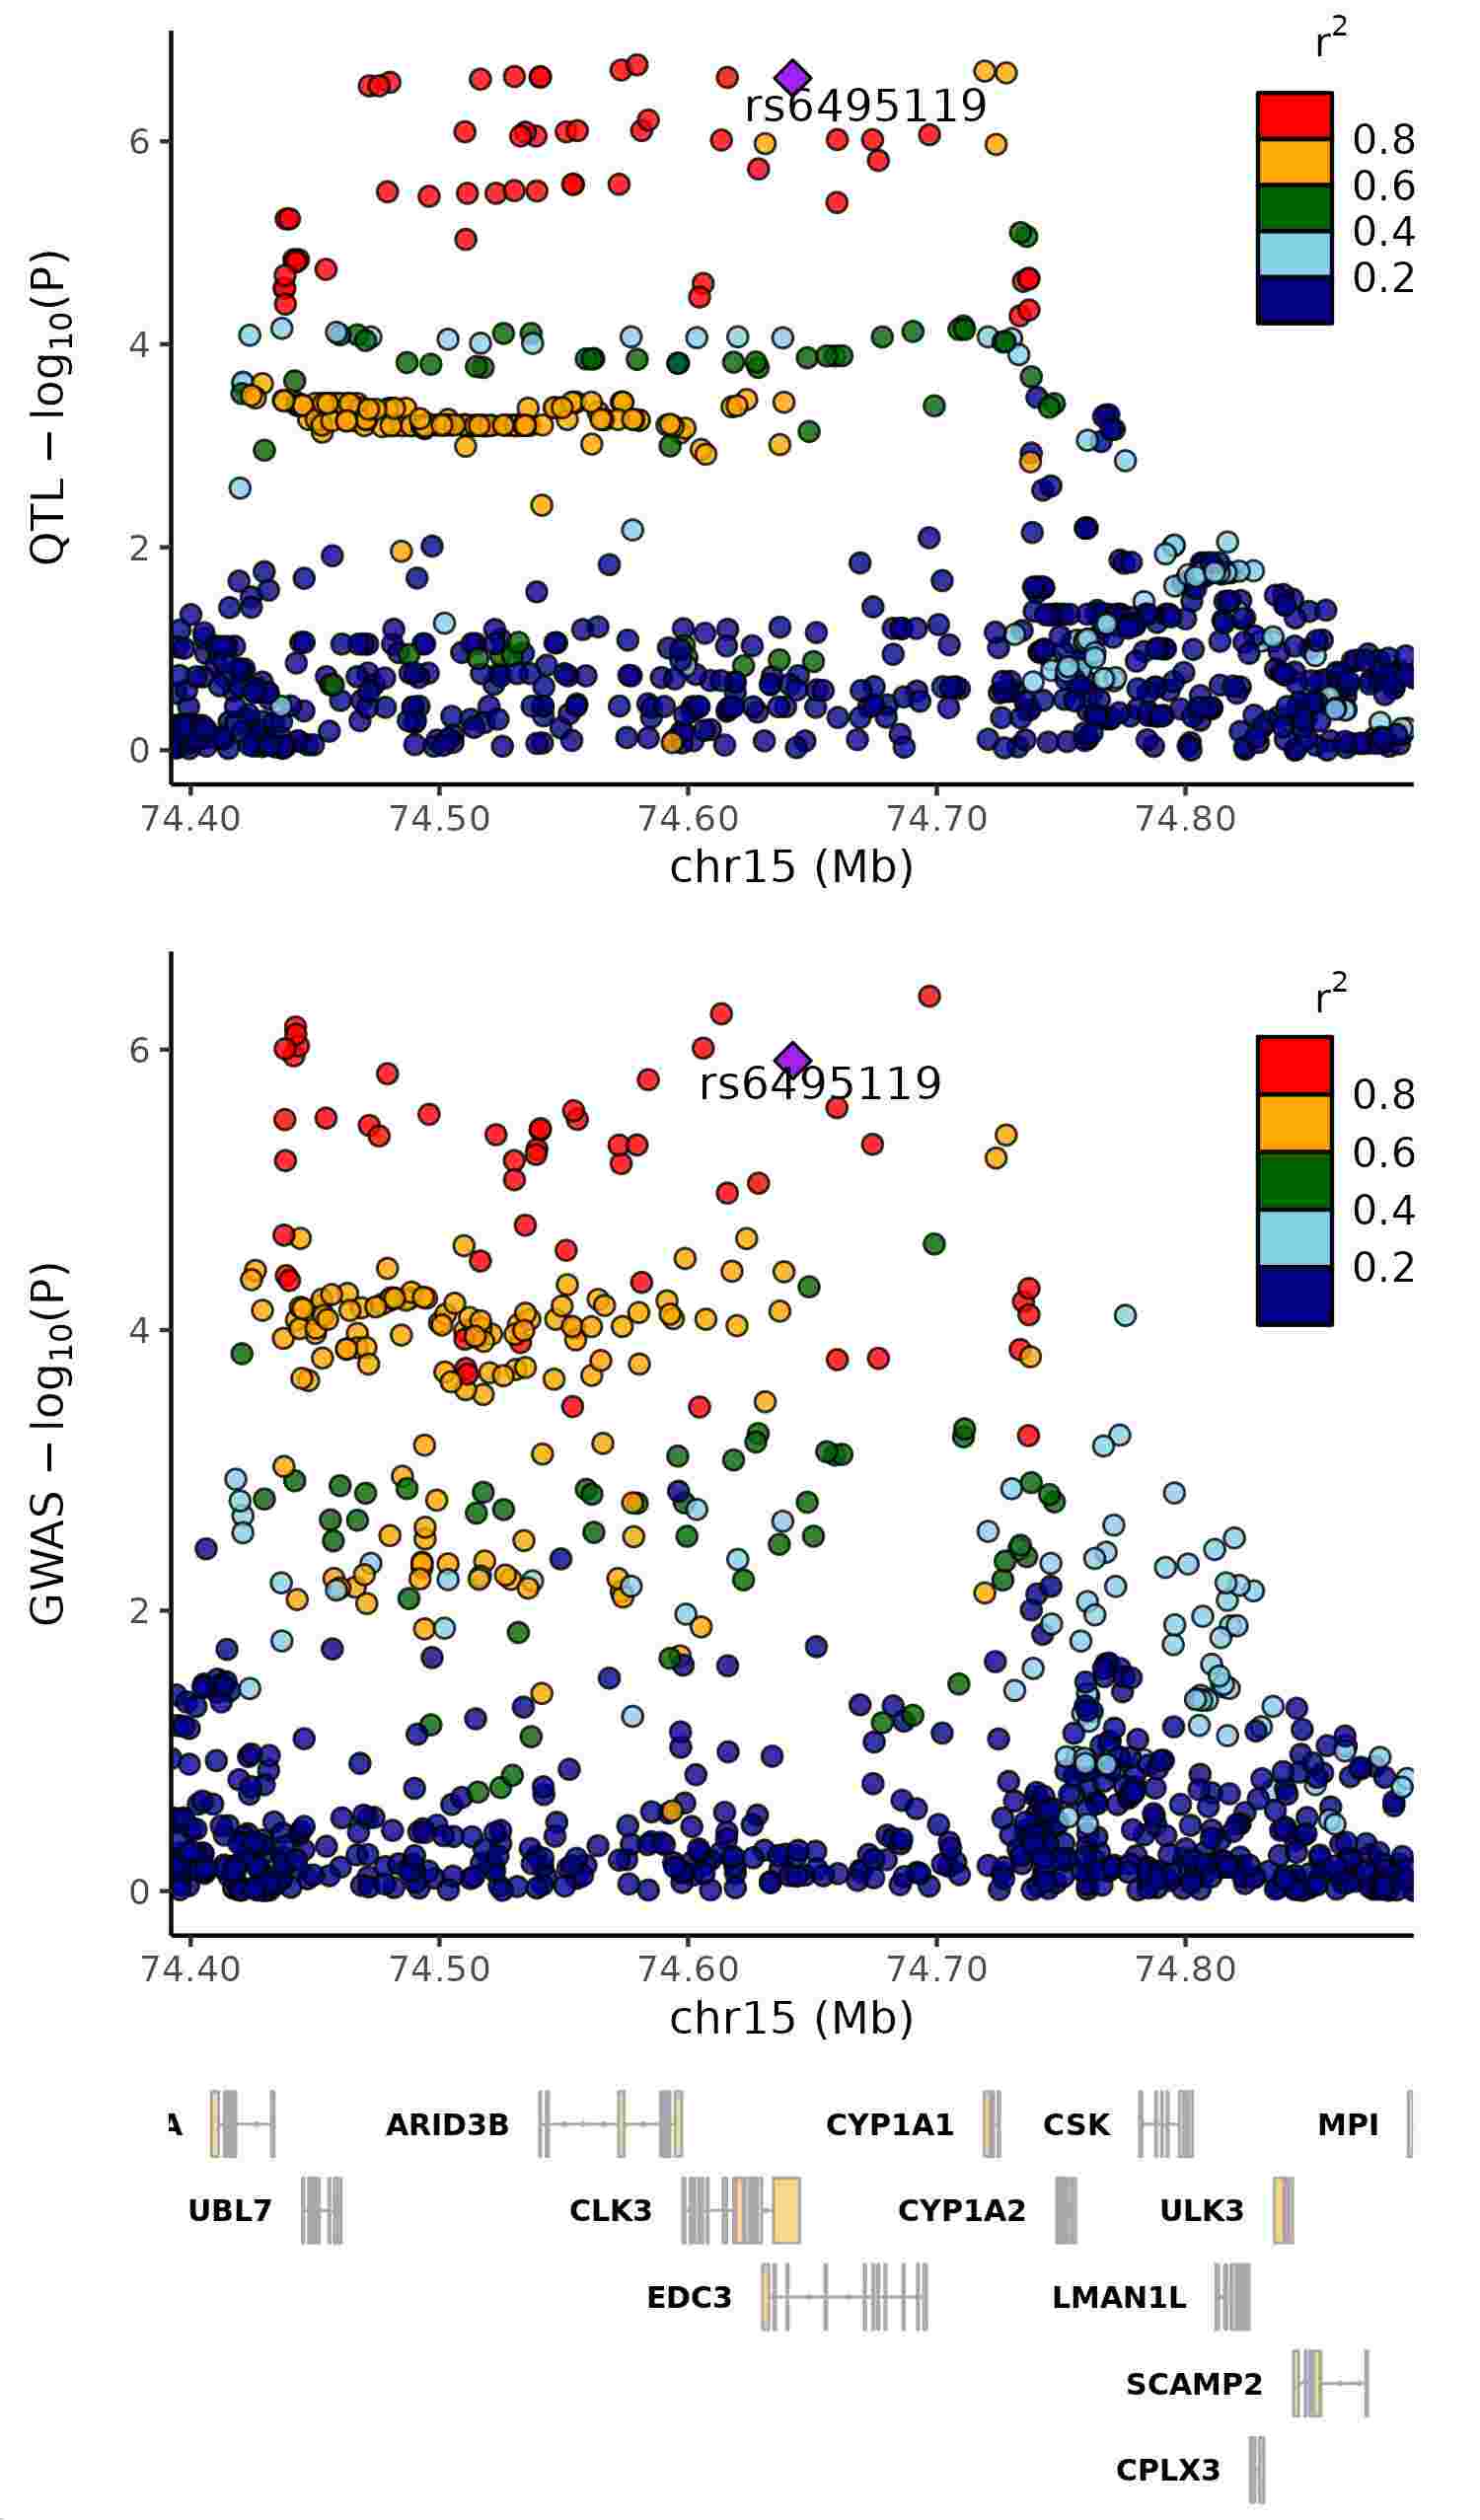 r²
0.8
0.6
0.4
0.2
rs6495119
QTL − log₁₀(P)
6
4
2
0
74.40 74.50 74.60 74.70 74.80
chr15 (Mb)
r²
0.8
0.6
0.4
0.2
rs6495119
GWAS − log₁₀(P)
6
4
2
0
74.40 74.50 74.60 74.70 74.80
chr15 (Mb)
A ARID3B CYP1A1 CSK MPI
UBL7 CLK3 CYP1A2 ULK3
EDC3 LMAN1L
SCAMP2
CPLX3